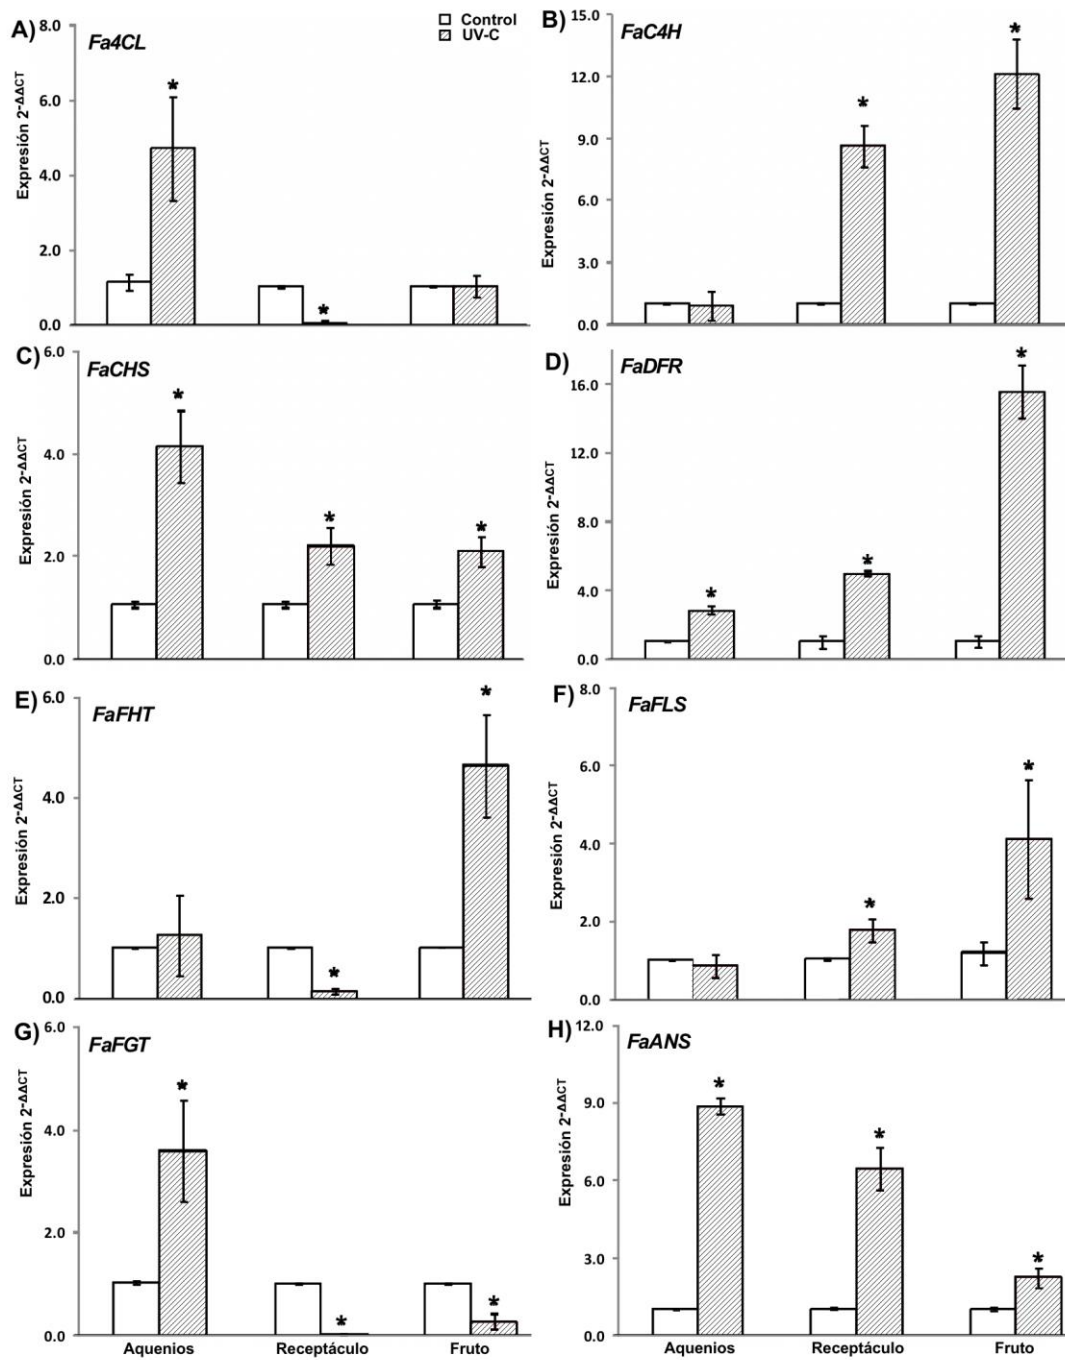 A)
Fa4CL
Control
UV-C
Expresión 2-ΔΔCT
8.0
6.0
4.0
2.0
0.0
*
*
B)
FaC4H
Expresión 2-ΔΔCT
15.0
12.0
9.0
6.0
3.0
0.0
*
*
C)
FaCHS
Expresión 2-ΔΔCT
6.0
4.0
2.0
0.0
*
*
*
D)
FaDFR
Expresión 2-ΔΔCT
16.0
12.0
8.0
4.0
0.0
*
*
*
E)
FaFHT
Expresión 2-ΔΔCT
6.0
4.0
2.0
0.0
*
*
F)
FaFLS
Expresión 2-ΔΔCT
8.0
6.0
4.0
2.0
0.0
*
*
G)
FaFGT
Expresión 2-ΔΔCT
6.0
4.0
2.0
0.0
*
*
*
Aquenios Receptáculo Fruto
H)
FaANS
Expresión 2-ΔΔCT
12.0
9.0
6.0
3.0
0.0
*
*
*
Aquenios Receptáculo Fruto